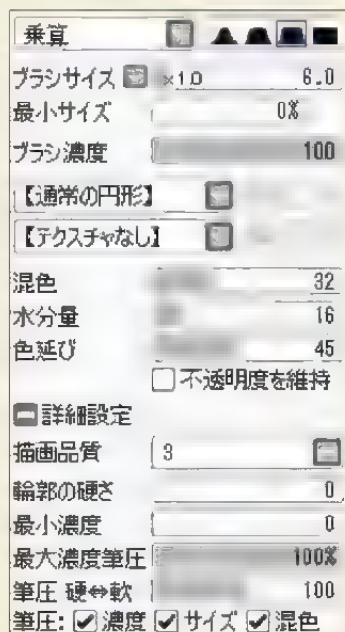 乗算
ブラシサイズ ×1.0 6.0
最小サイズ 0%
ブラシ濃度 100
【通常の円形】
【テクスチャなし】
混色 32
水分量 16
色延び 45
不透明度を維持
詳細設定
描画品質 3
輪郭の硬さ 0
最小濃度 0
最大濃度筆圧 100%
筆圧 硬⇔軟 100
筆圧: 濃度 サイズ 混色